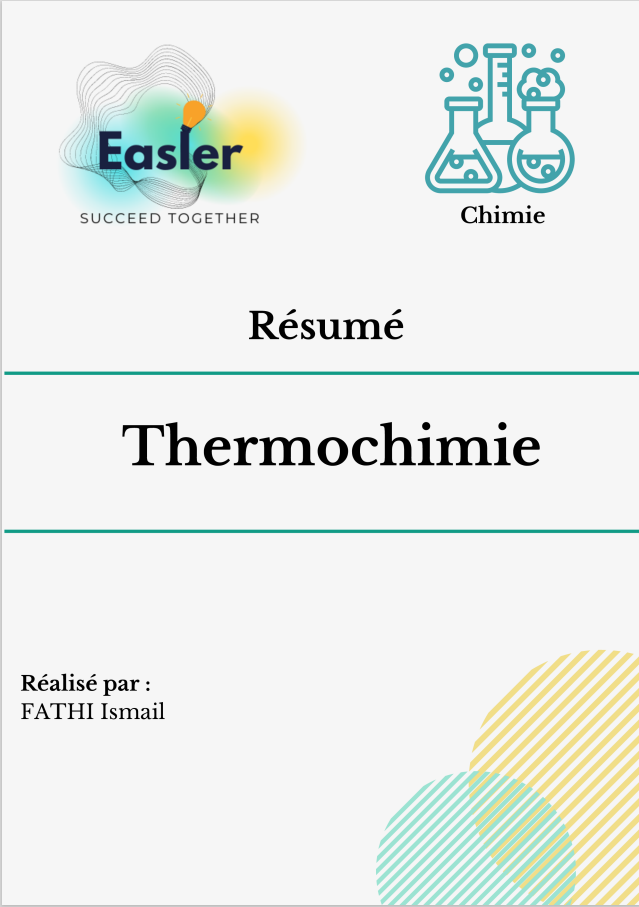 Easier
SUCCEED TOGETHER
Chimie
Résumé
Thermochimie
Réalisé par :
FATHI Ismail